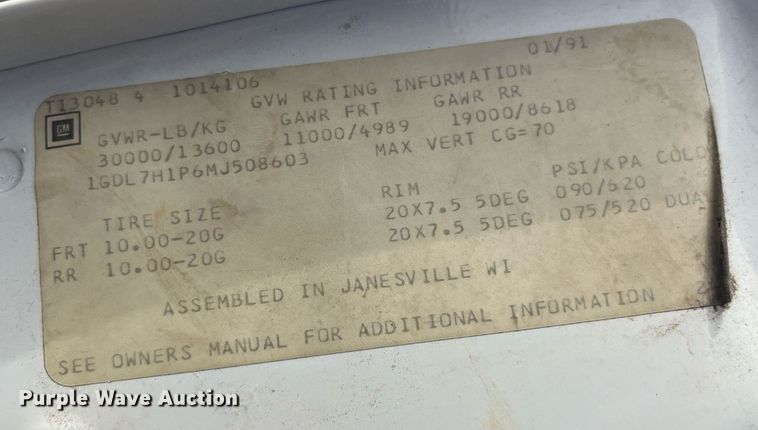 T13048 4 1014106 01/91
GVW RATING INFORMATION
GM
GVWR-LB/KG GAWR FRT GAWR RR
30000/13600 11000/4989 19000/8618
1GDL7H1P6MJ508603 MAX VERT CG=70
TIRE SIZE RIM PSI/KPA COLD
FRT 10.00-20G 20X7.5 5DEG 090/620
RR 10.00-20G 20X7.5 5DEG 075/520 DUA
ASSEMBLED IN JANESVILLE WI
SEE OWNERS MANUAL FOR ADDITIONAL INFORMATION 2
Purple Wave Auction